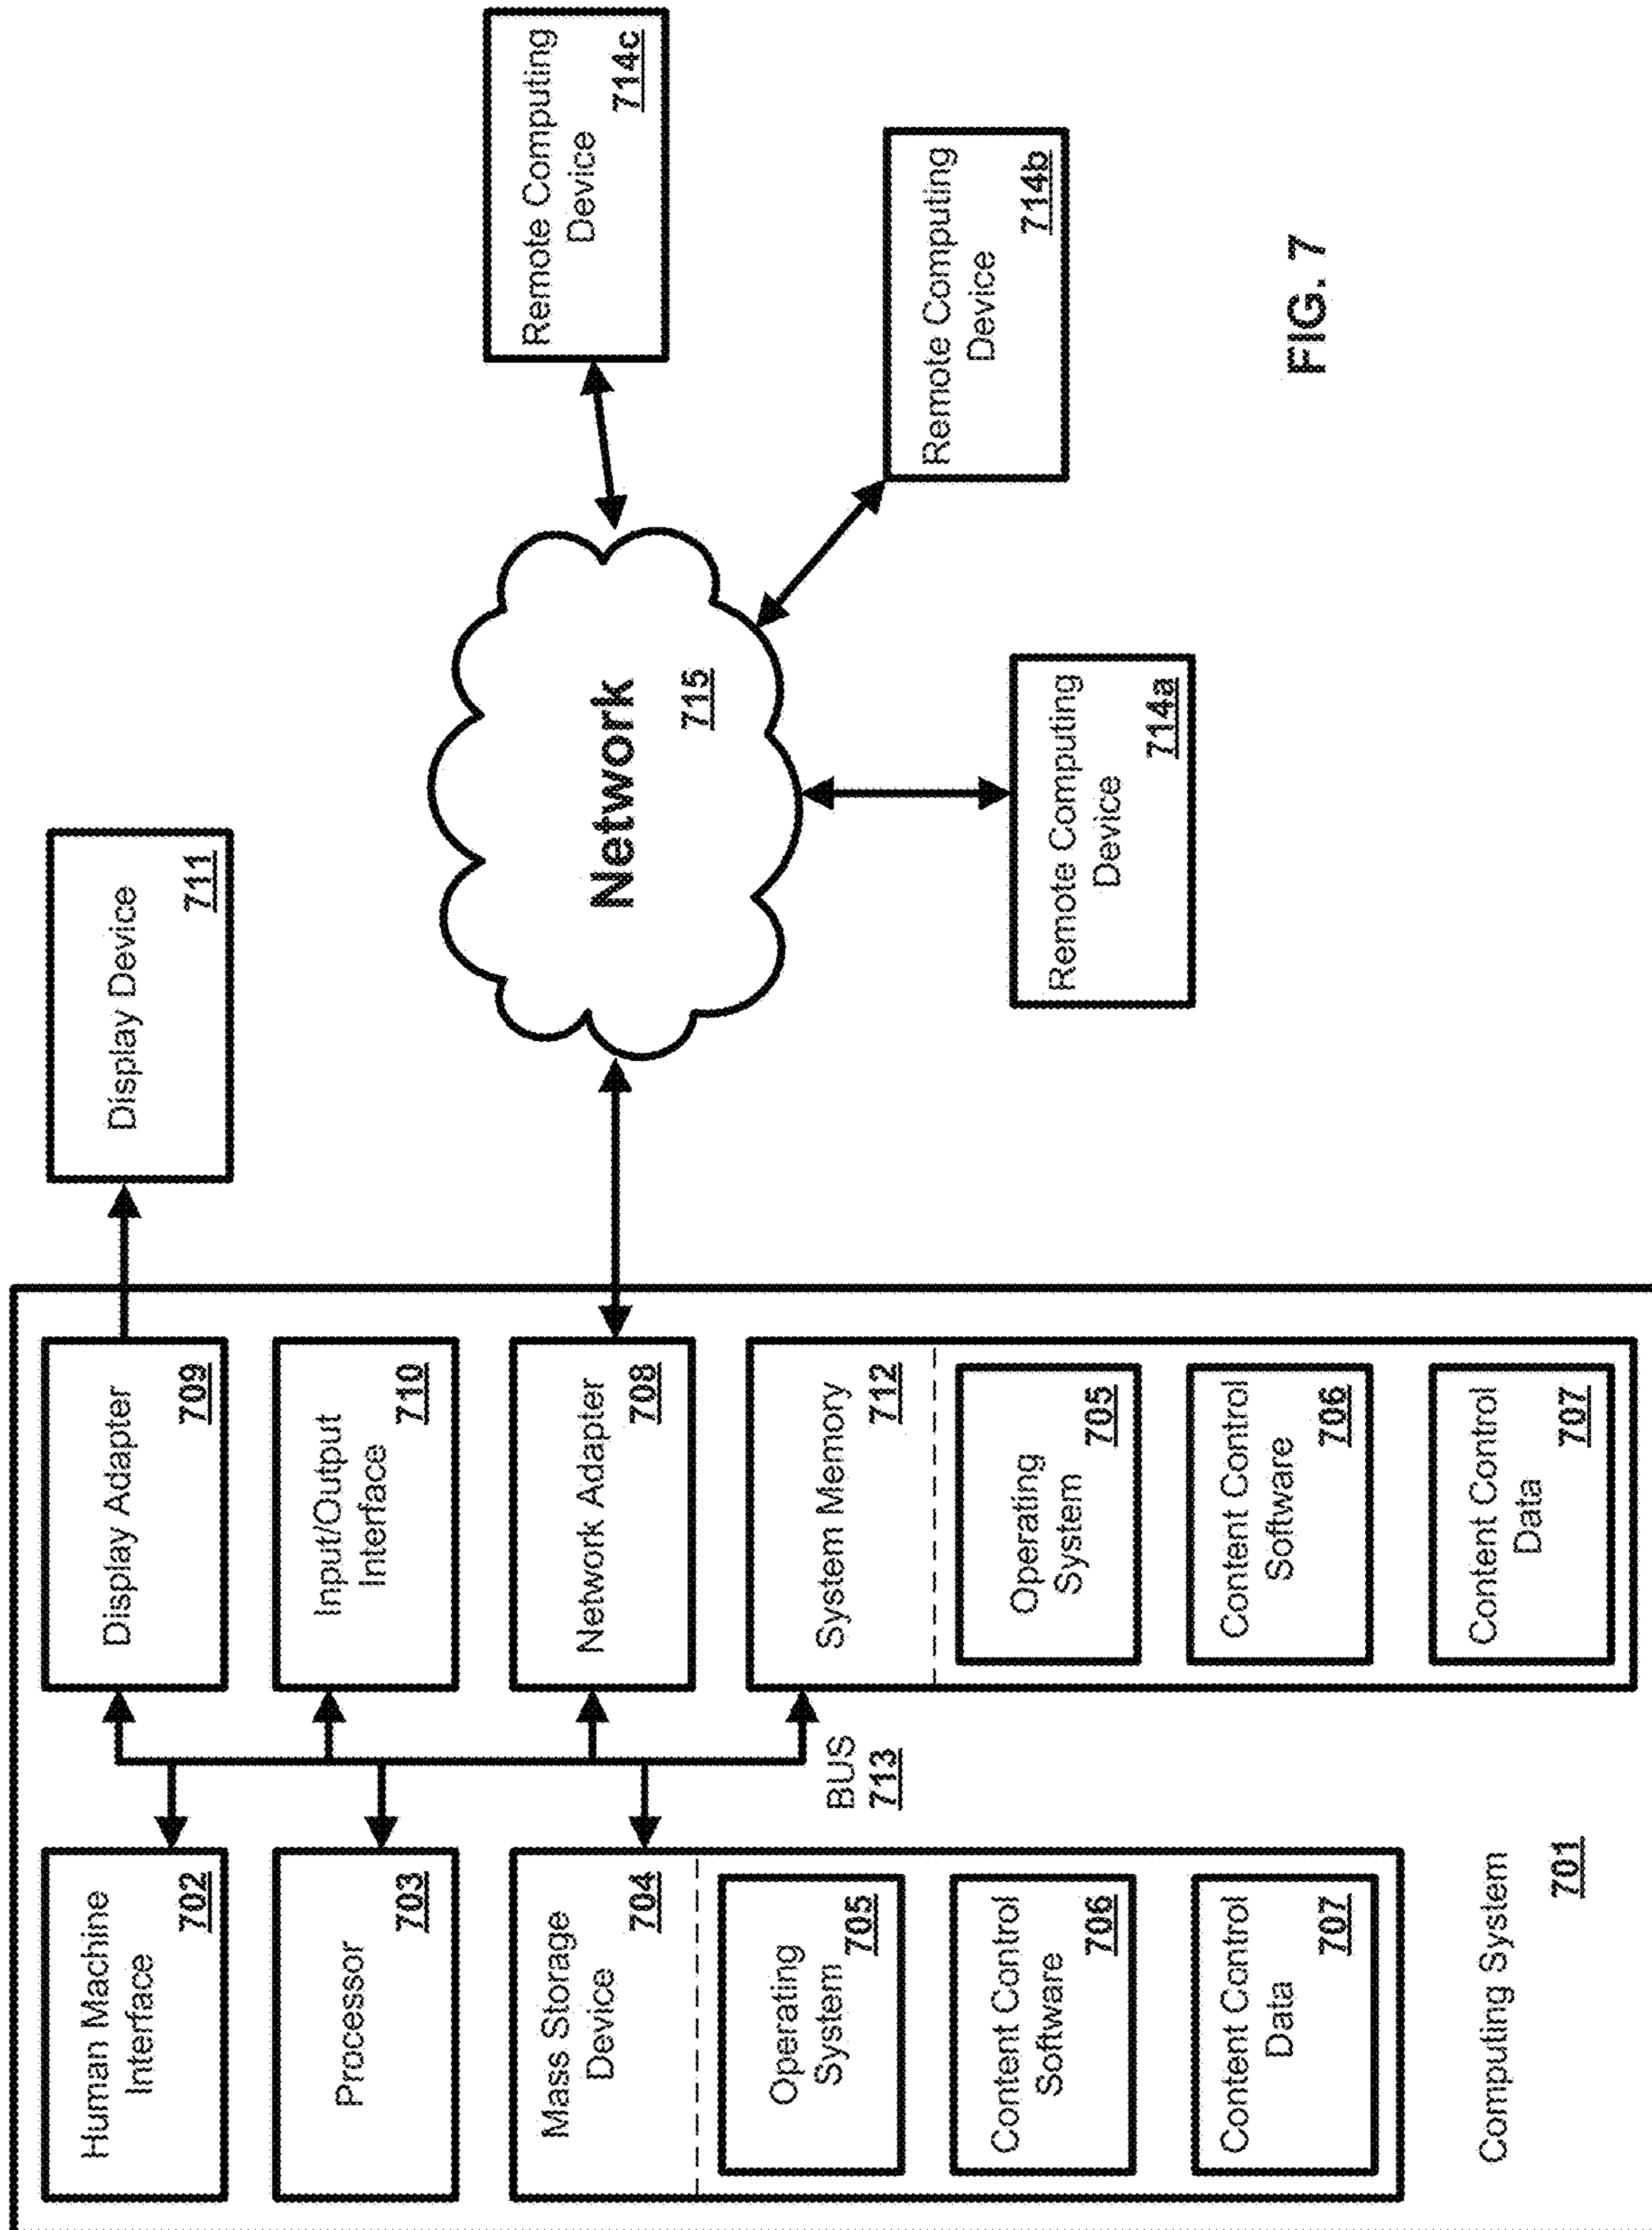 Human Machine
Interface
702
Processor
703
Mass Storage
Device
704
Operating
System
705
Content Control
Software
706
Content Control
Data
707
Computing System
701
BUS
713
Display Adapter
709
Input/Output
Interface
710
Network Adapter
708
System Memory
712
Operating
System
705
Content Control
Software
706
Content Control
Data
707
Display Device
711
Network
715
Remote Computing
Device
714a
Remote Computing
Device
714b
Remote Computing
Device
714c
FIG. 7